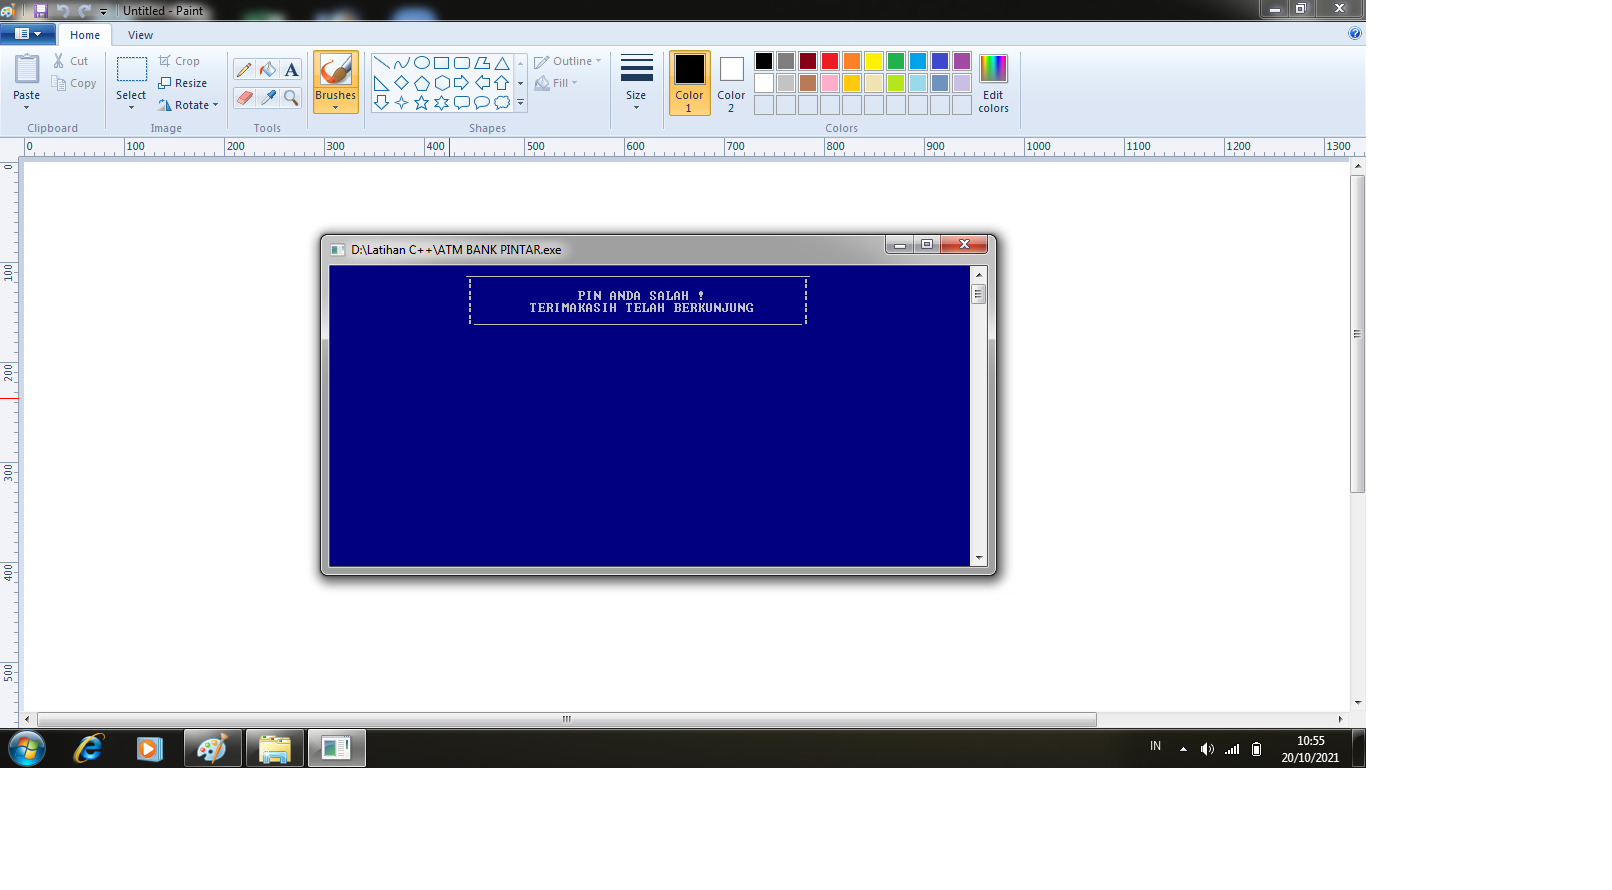 Untitled - Paint
Home View
Paste
Cut
Copy
Clipboard
Select
Crop
Resize
Rotate
Image
A
Tools
Brushes
Outline
Fill
Shapes
Size
Color 1
Color 2
Edit colors
Colors
0 100 200 300 400 500 600 700 800 900 1000 1100 1200 1300
0
100
200
300
400
500
D:\Latihan C++\ATM BANK PINTAR.exe
PIN ANDA SALAH !
TERIMAKASIH TELAH BERKUNJUNG
IN
10:55
20/10/2021